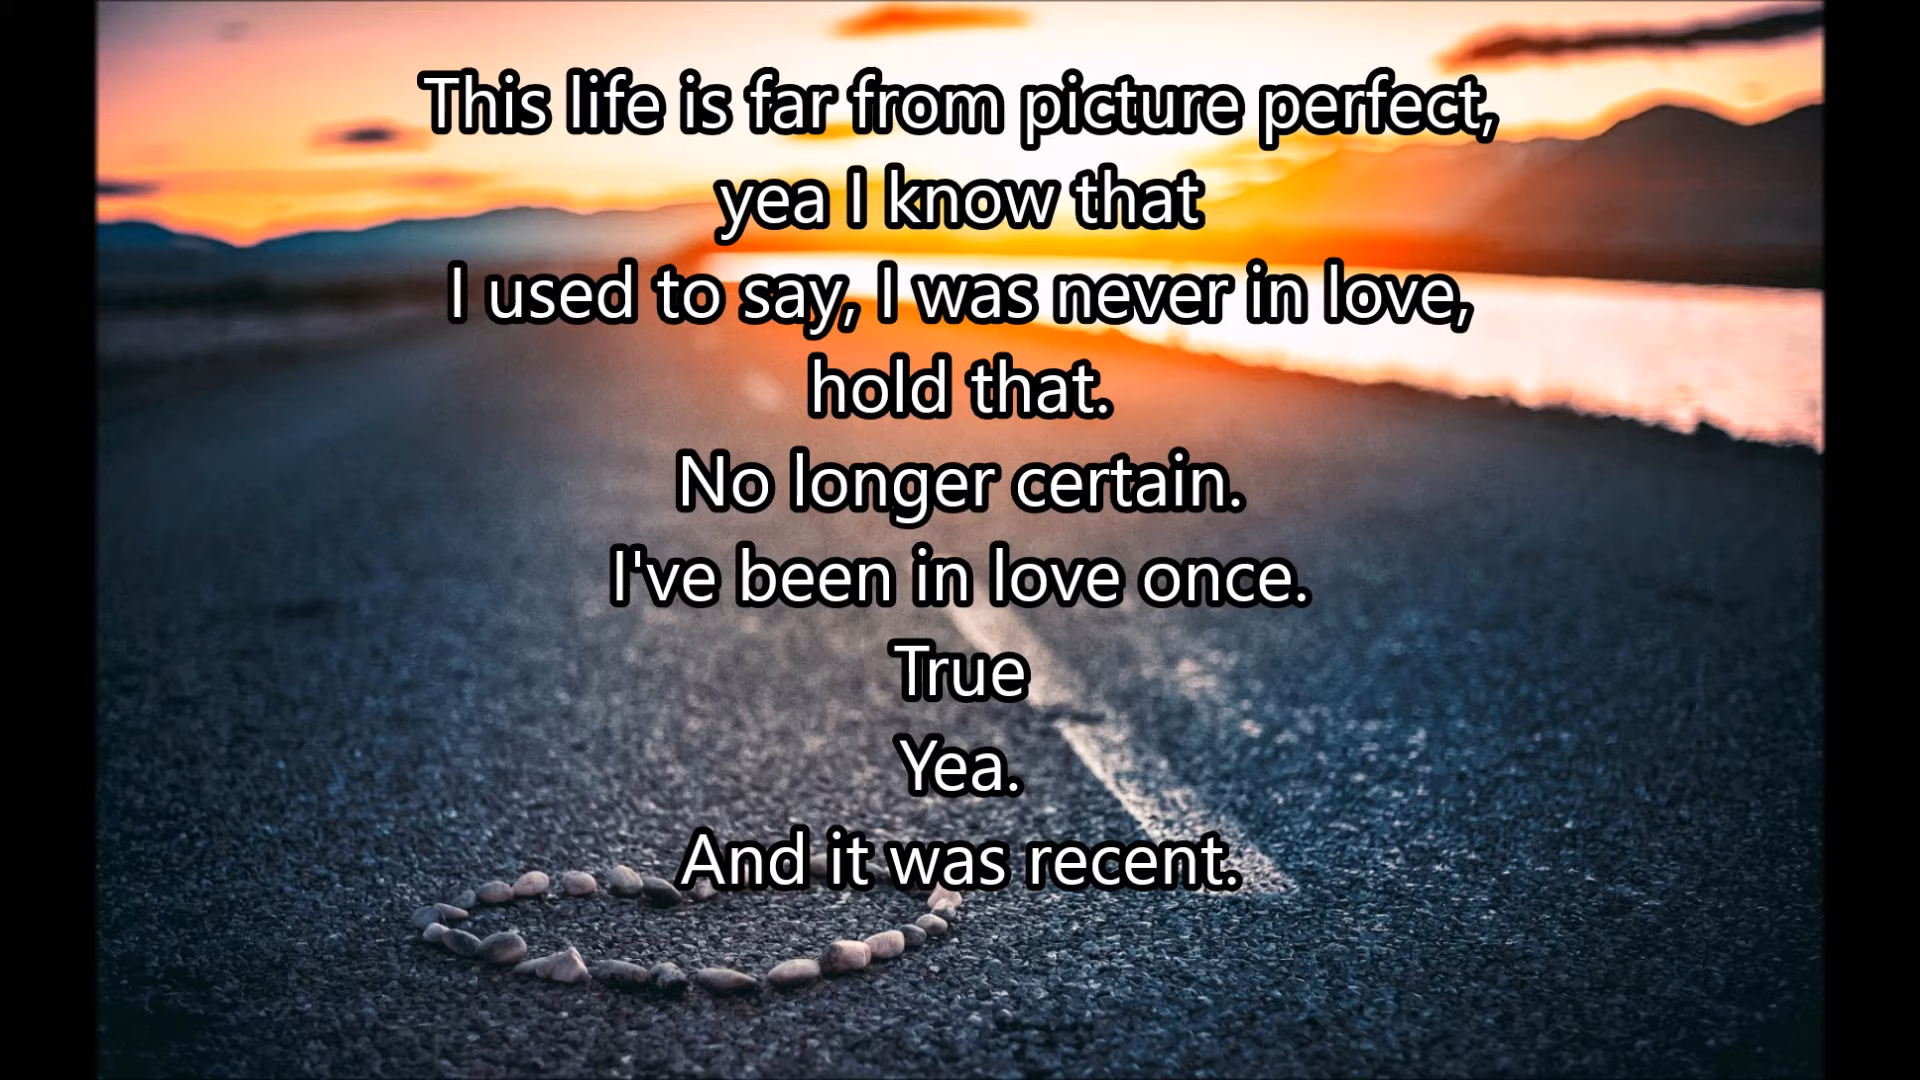 This life is far from picture perfect,
yea I know that
I used to say, I was never in love,
hold that.
No longer certain.
I've been in love once.
True
Yea.
And it was recent.